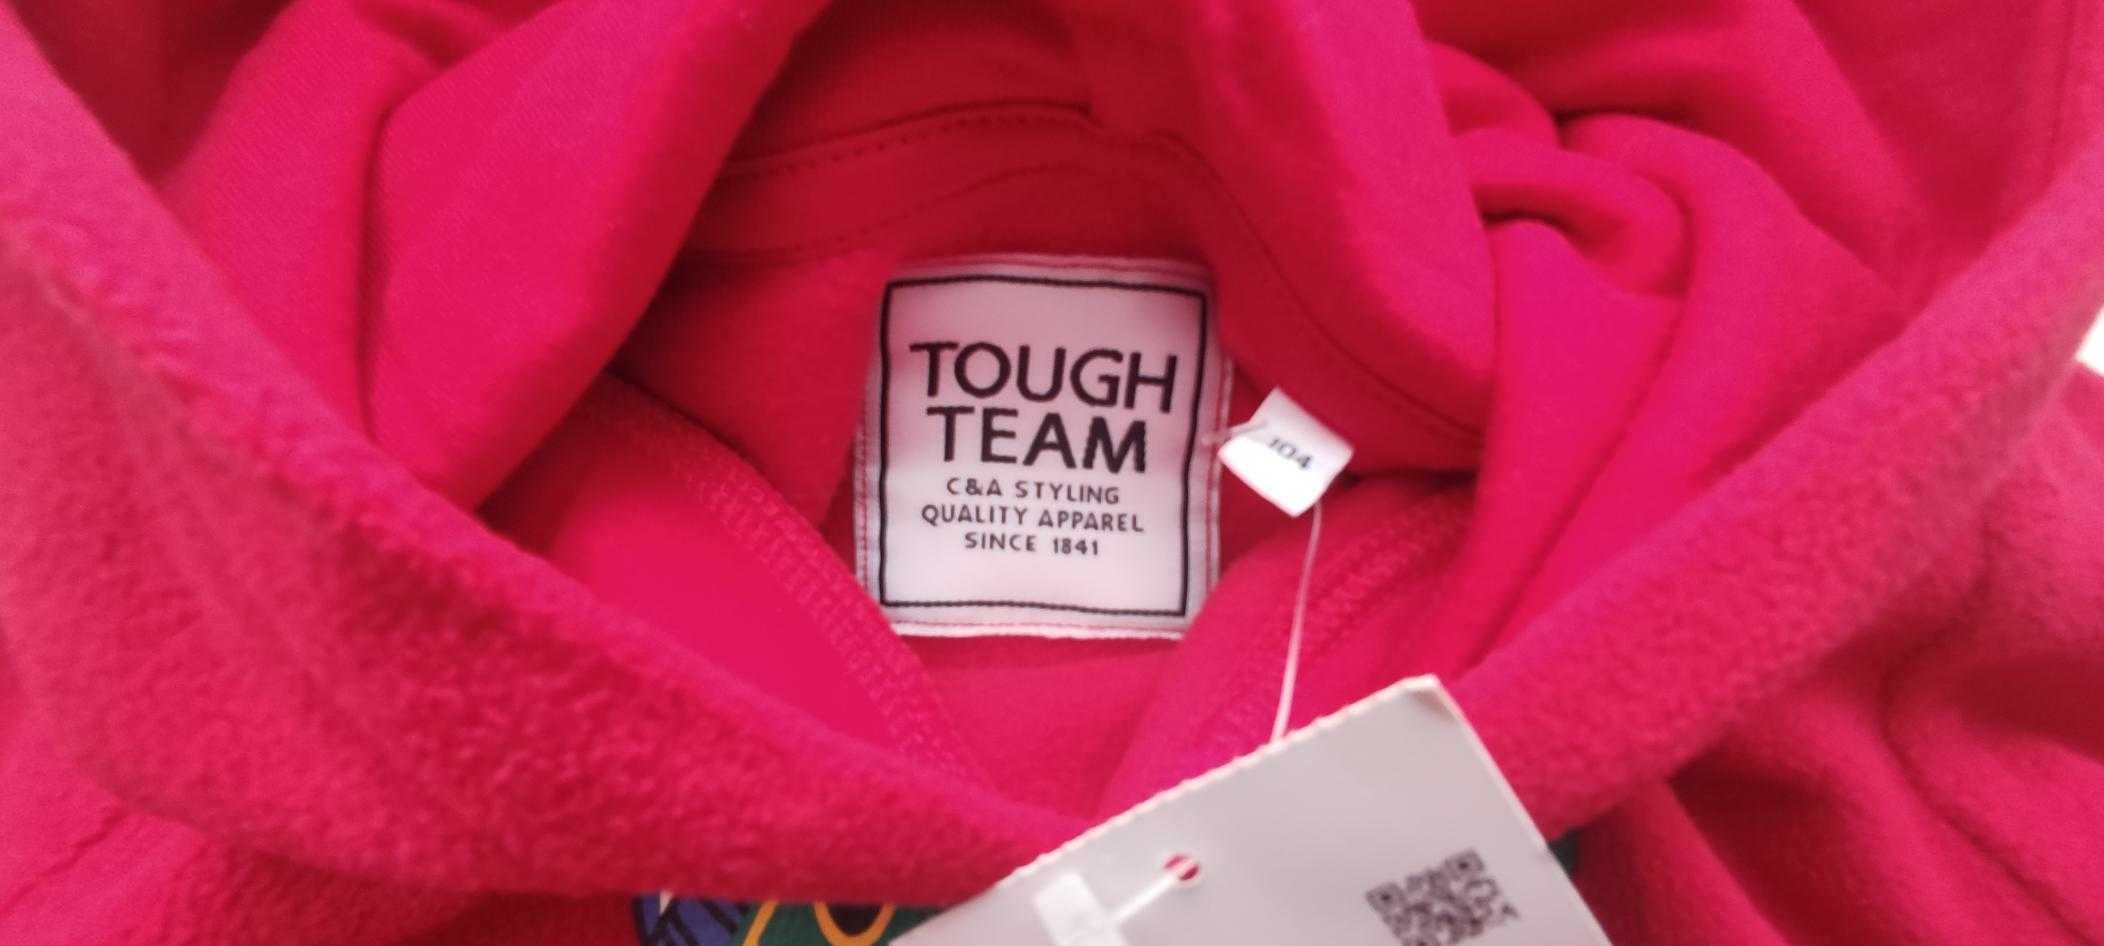 TOUGH
TEAM
C&A STYLING
QUALITY APPAREL
SINCE 1841
104